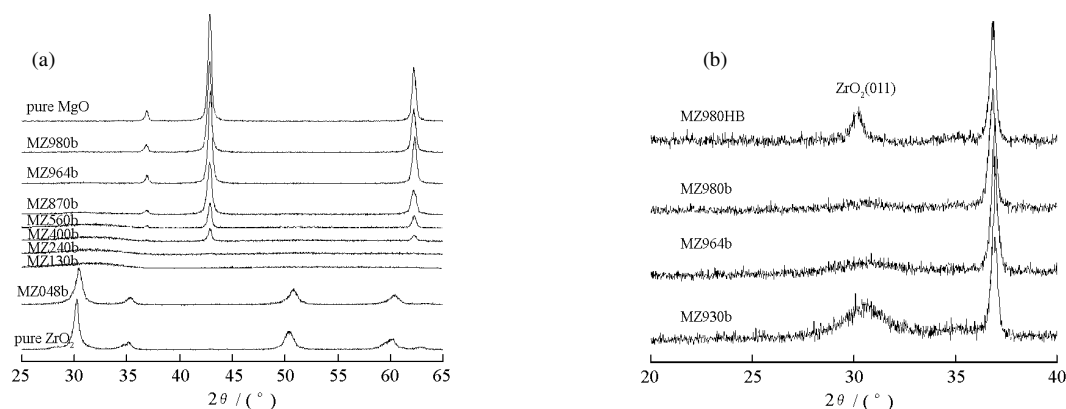 (a)
pure MgO
MZ980b
MZ964b
MZ870b
MZ560b
MZ400b
MZ240b
MZ130b
MZ048b
pure ZrO₂
25 30 35 40 45 50 55 60 65
2θ / (°)
(b)
ZrO₂(011)
MZ980HB
MZ980b
MZ964b
MZ930b
20 25 30 35 40
2θ / (°)